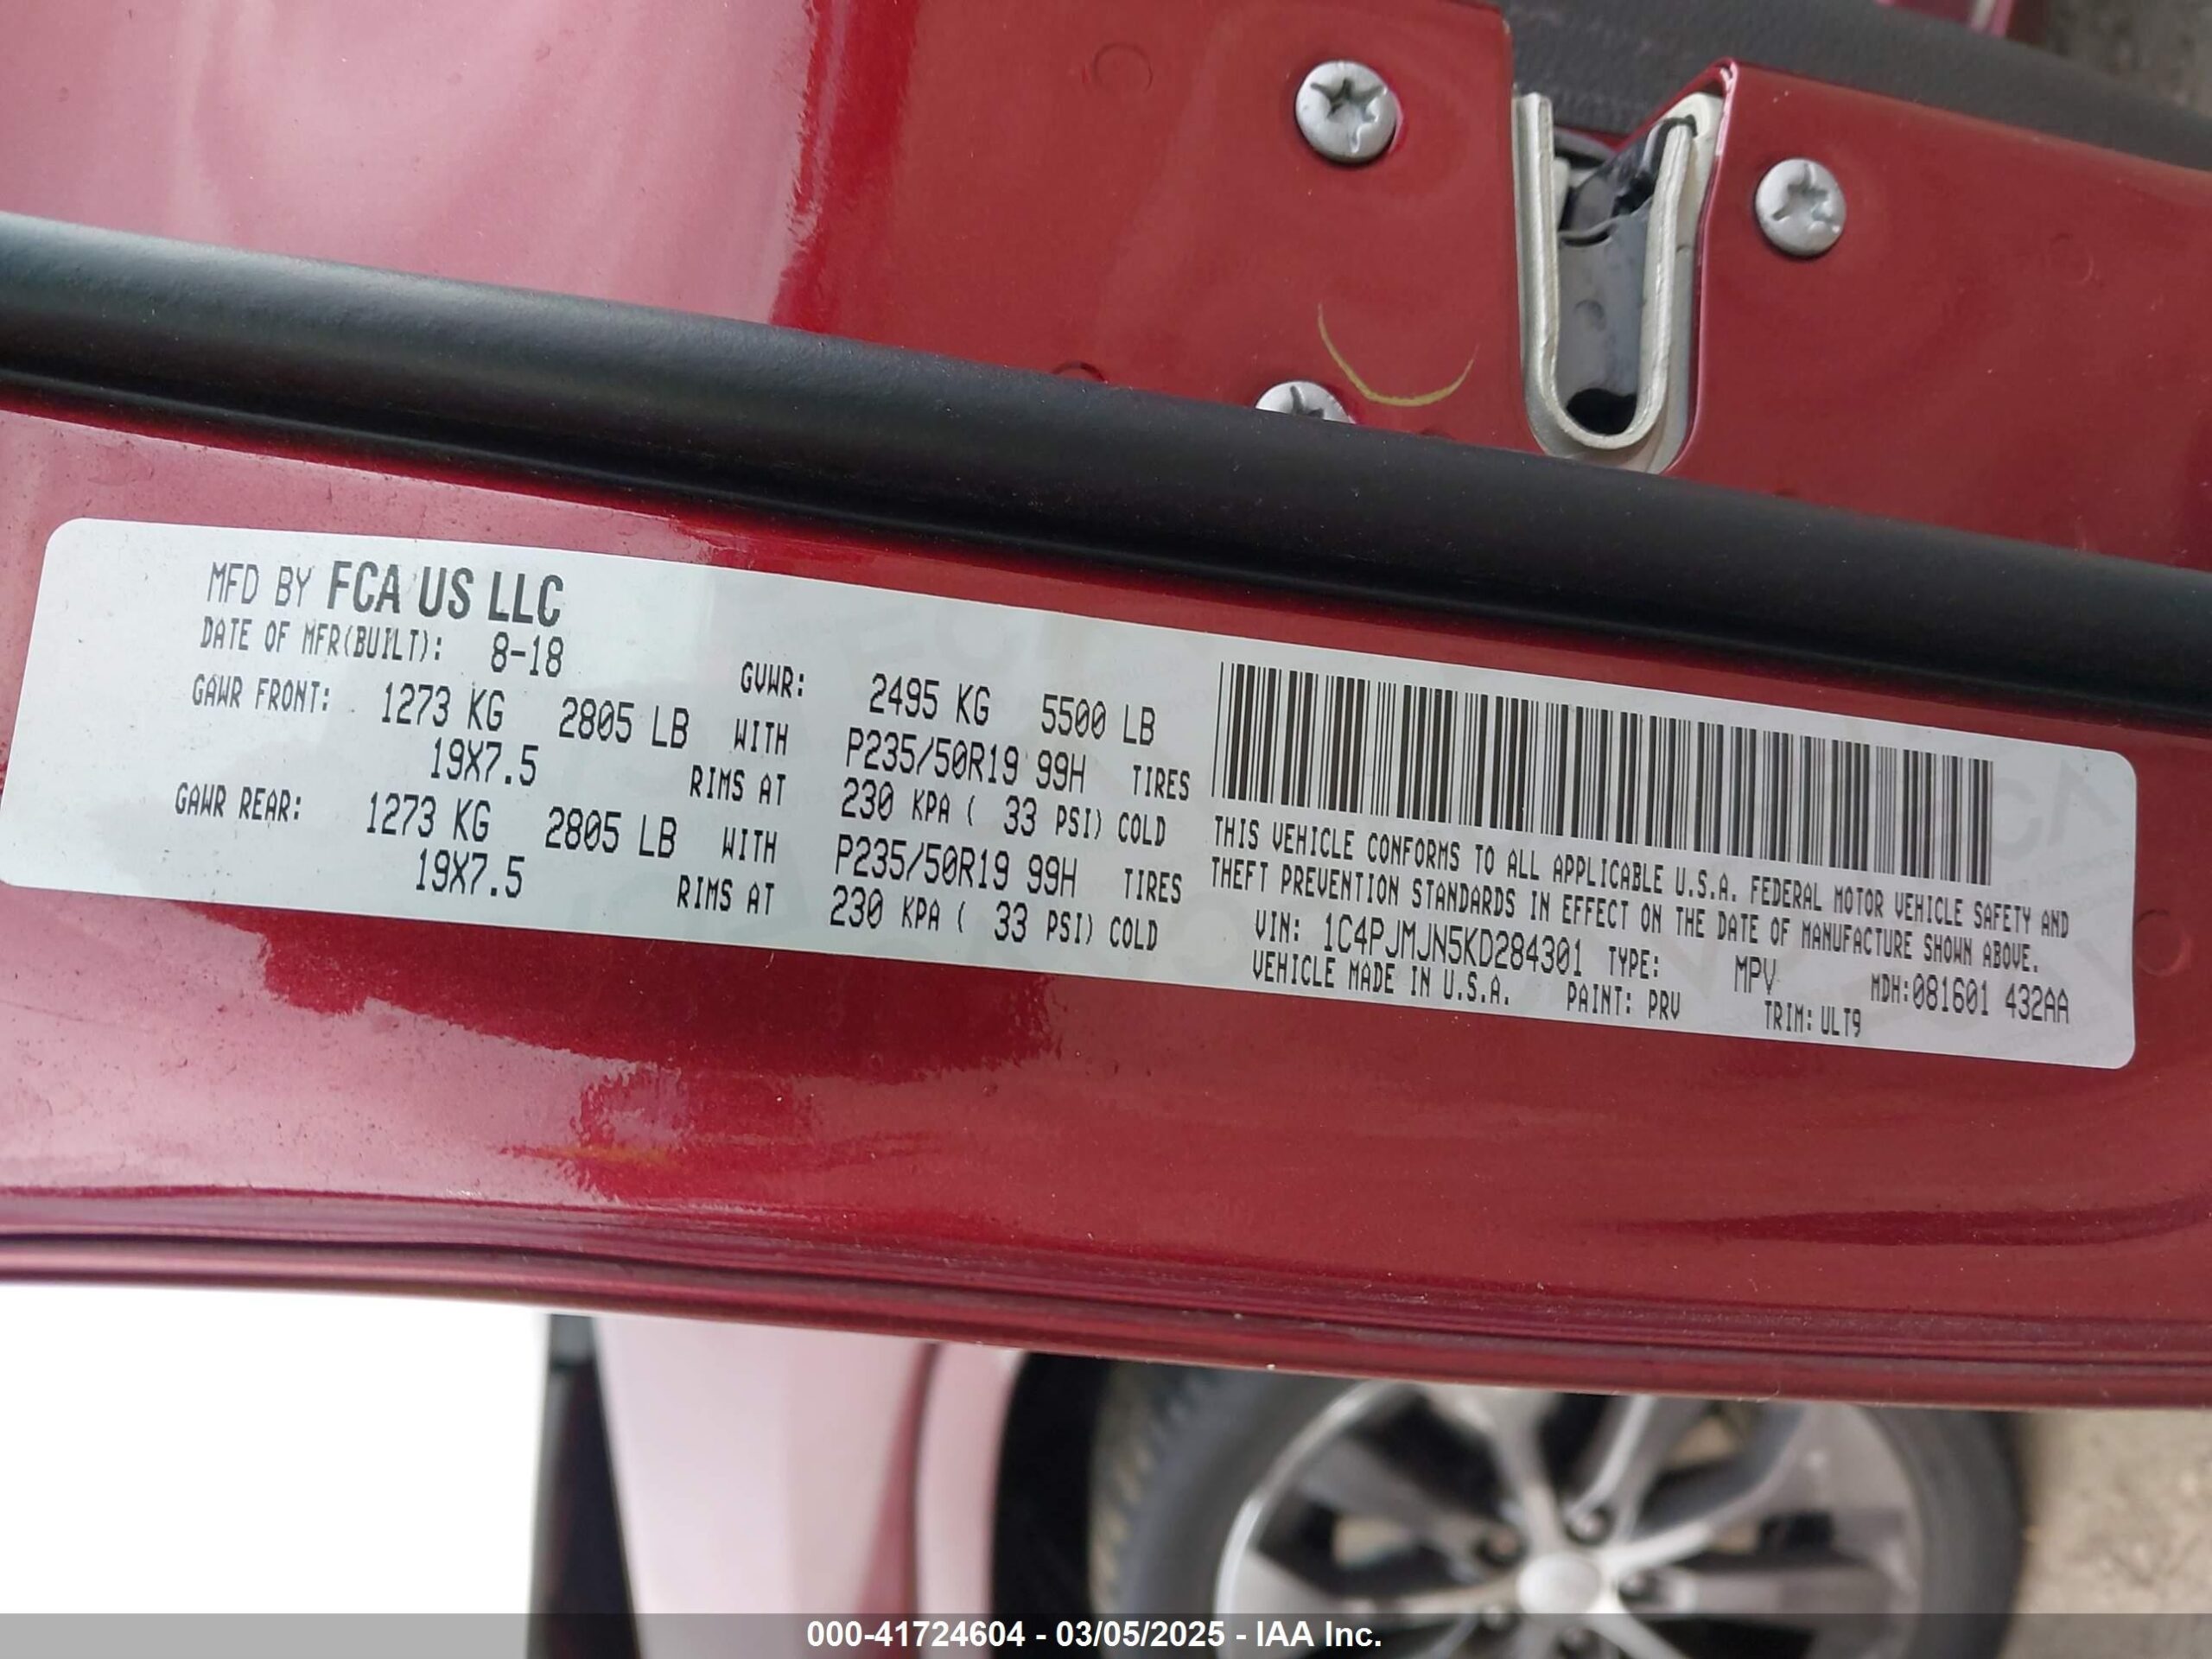 MFD BY FCA US LLC
DATE OF MFR(BUILT): 8-18
GVWR: 2495 KG 5500 LB
GAWR FRONT: 1273 KG 2805 LB WITH P235/50R19 99H TIRES
19X7.5 RIMS AT 230 KPA ( 33 PSI) COLD
GAWR REAR: 1273 KG 2805 LB WITH P235/50R19 99H TIRES
19X7.5 RIMS AT 230 KPA ( 33 PSI) COLD
THIS VEHICLE CONFORMS TO ALL APPLICABLE U.S.A. FEDERAL MOTOR VEHICLE SAFETY AND
THEFT PREVENTION STANDARDS IN EFFECT ON THE DATE OF MANUFACTURE SHOWN ABOVE.
VIN: 1C4PJMJN5KD284301 TYPE: MPV MDH:081601 432AA
VEHICLE MADE IN U.S.A. PAINT: PRV TRIM: ULT9
000-41724604 - 03/05/2025 - IAA Inc.